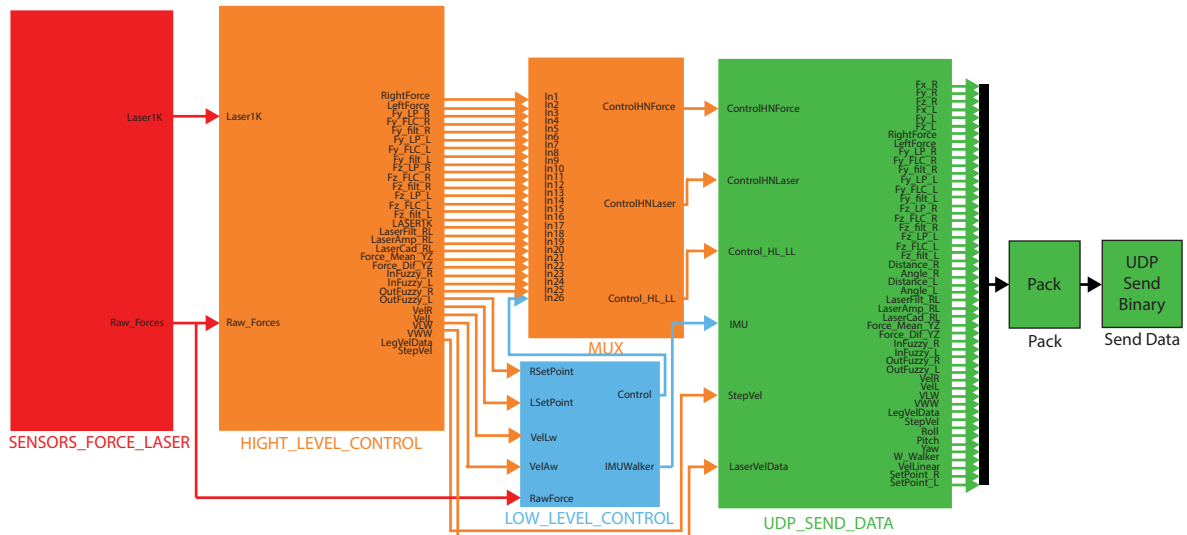 Laser1K
Raw_Forces
SENSORS_FORCE_LASER
Laser1K
Raw_Forces
RightForce
LeftForce
Fy_LP_R
Fy_FLC_R
Fy_filt_R
Fy_LP_L
Fy_FLC_L
Fy_filt_L
Fz_LP_R
Fz_FLC_R
Fz_filt_R
Fz_LP_L
Fz_FLC_L
Fz_filt_L
LASER1K
LaserFilt_RL
LaserAmp_RL
LaserCad_RL
Force_Mean_YZ
Force_Dif_YZ
InFuzzy_R
InFuzzy_L
OutFuzzy_R
OutFuzzy_L
VelR
VelL
VLW
VWW
LegVelData
StepVel
HIGHT_LEVEL_CONTROL
In1
In2
In3
In4
In5
In6
In7
In8
In9
In10
In11
In12
In13
In14
In15
In16
In17
In18
In19
In20
In21
In22
In23
In24
In25
In26
ControlHNForce
ControlHNLaser
Control_HL_LL
MUX
RSetPoint
LSetPoint
VelLw
VelAw
RawForce
Control
IMUWalker
LOW_LEVEL_CONTROL
ControlHNForce
ControlHNLaser
Control_HL_LL
IMU
StepVel
LaserVelData
Fx_R
Fy_R
Fz_R
Fx_L
Fy_L
Fz_L
RightForce
LeftForce
Fy_LP_R
Fy_FLC_R
Fy_filt_R
Fy_LP_L
Fy_FLC_L
Fy_filt_L
Fz_LP_R
Fz_FLC_R
Fz_filt_R
Fz_LP_L
Fz_FLC_L
Fz_filt_L
Distance_R
Angle_R
Distance_L
Angle_L
LaserFilt_RL
LaserAmp_RL
LaserCad_RL
Force_Mean_YZ
Force_Dif_YZ
InFuzzy_R
InFuzzy_L
OutFuzzy_R
OutFuzzy_L
VelR
VelL
VLW
VWW
LegVelData
StepVel
Roll
Pitch
Yaw
W_Walker
VelLinear
SetPoint_R
SetPoint_L
UDP_SEND_DATA
Pack
Pack
UDP
Send
Binary
Send Data